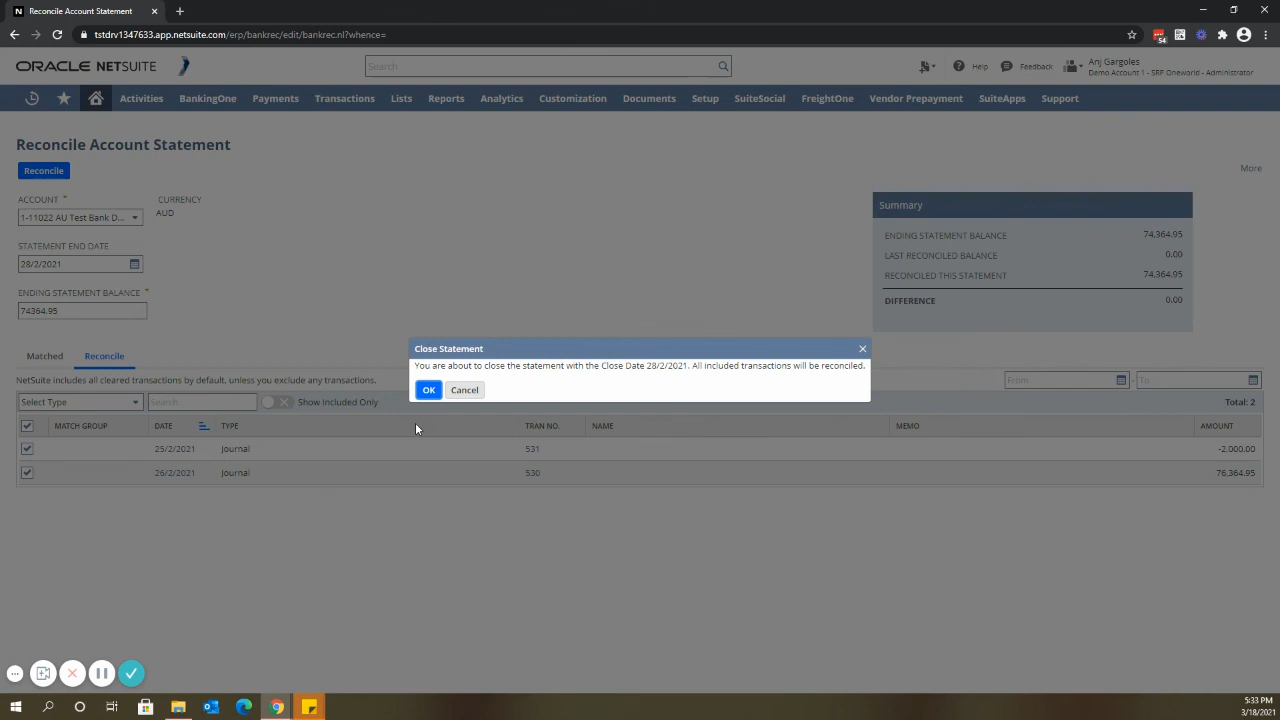 Reconcile Account Statement
tstdrv1347633.app.netsuite.com/erp/bankrec/edit/bankrec.nl?whence=
54
ORACLE NETSUITE
Search
Help
Feedback
Anj Gargoles
Demo Account 1 - SRP Oneworld - Administrator
Activities BankingOne Payments Transactions Lists Reports Analytics Customization Documents Setup SuiteSocial FreightOne Vendor Prepayment SuiteApps Support
Reconcile Account Statement
Reconcile
More
ACCOUNT *
CURRENCY
1-11022 AU Test Bank D...
AUD
STATEMENT END DATE
28/2/2021
ENDING STATEMENT BALANCE *
74364.95
Summary
ENDING STATEMENT BALANCE 74,364.95
LAST RECONCILED BALANCE 0.00
RECONCILED THIS STATEMENT 74,364.95
DIFFERENCE 0.00
Close Statement
You are about to close the statement with the Close Date 28/2/2021. All included transactions will be reconciled.
OK Cancel
Matched Reconcile
NetSuite includes all cleared transactions by default, unless you exclude any transactions.
From - To
Select Type Search Show Included Only Total: 2
MATCH GROUP DATE TYPE TRAN NO. NAME MEMO AMOUNT
25/2/2021 Journal 531 -2,000.00
26/2/2021 Journal 530 76,364.95
5:33 PM
3/18/2021